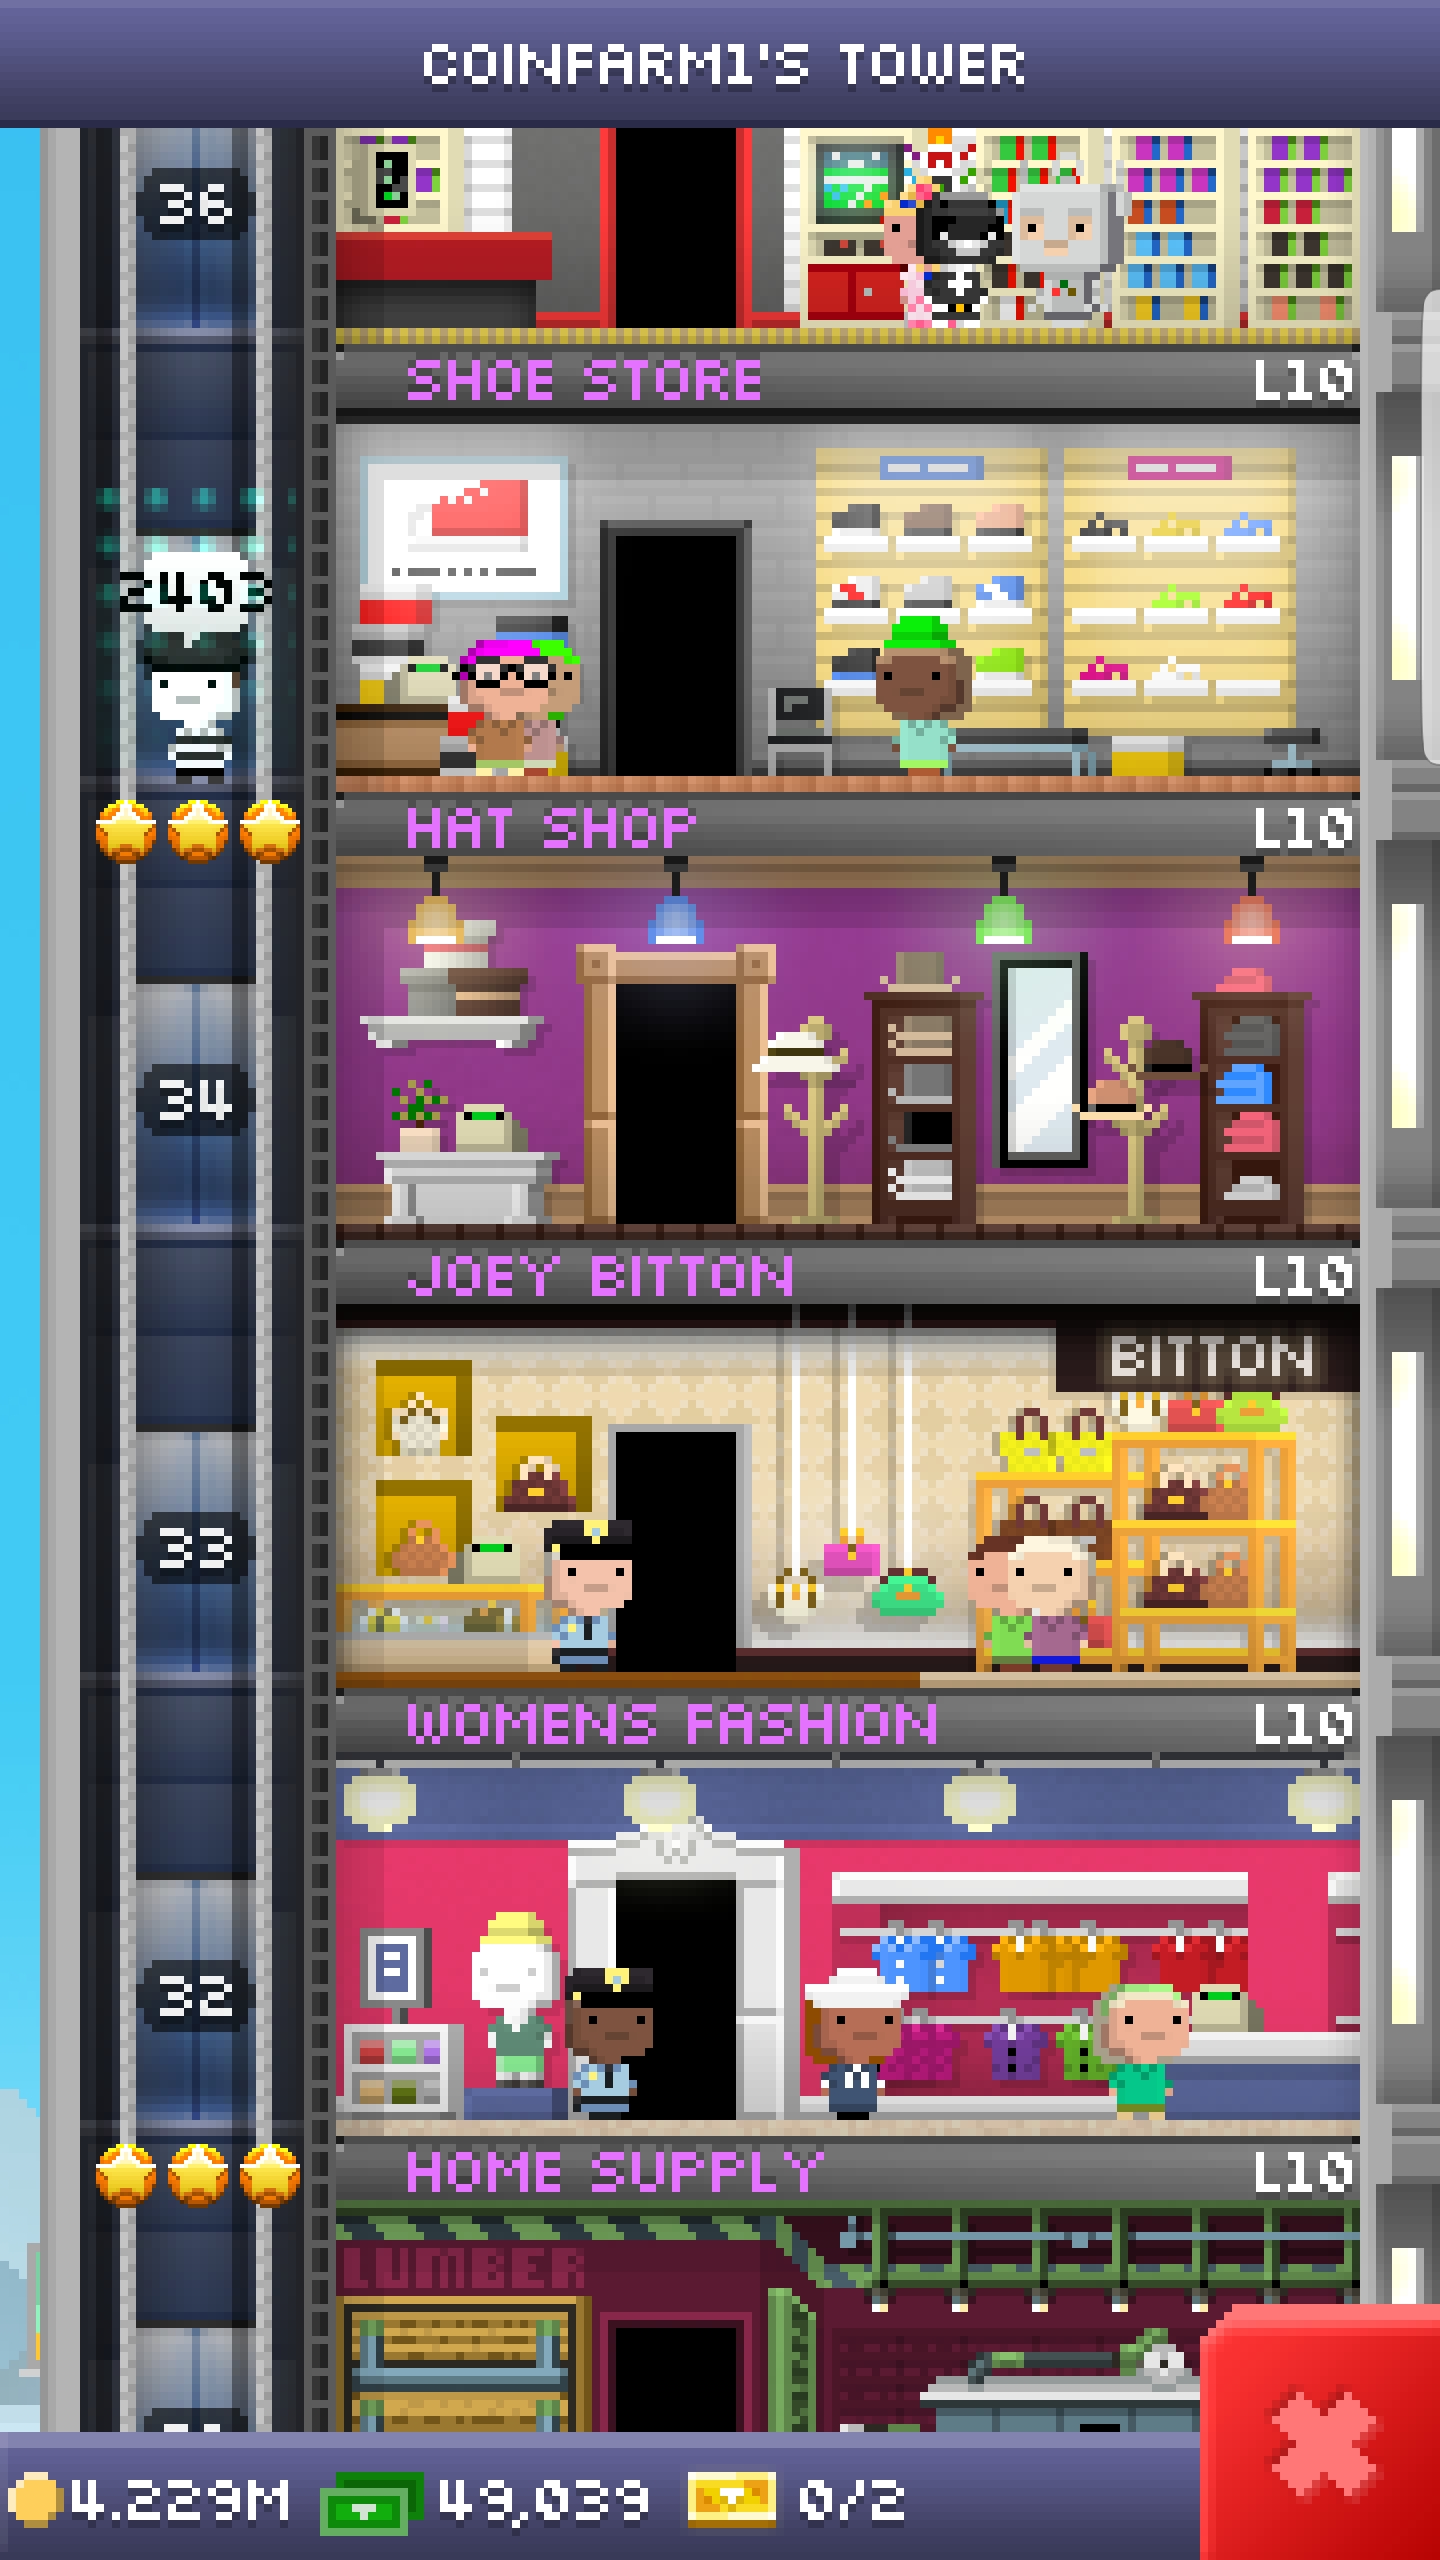 COINFARM1'S TOWER
36
SHOE STORE L10
2403
HAT SHOP L10
34
JOEY BITTON L10
BITTON
33
WOMENS FASHION L10
32
HOME SUPPLY L10
LUMBER
4.229M 49,039 0/2